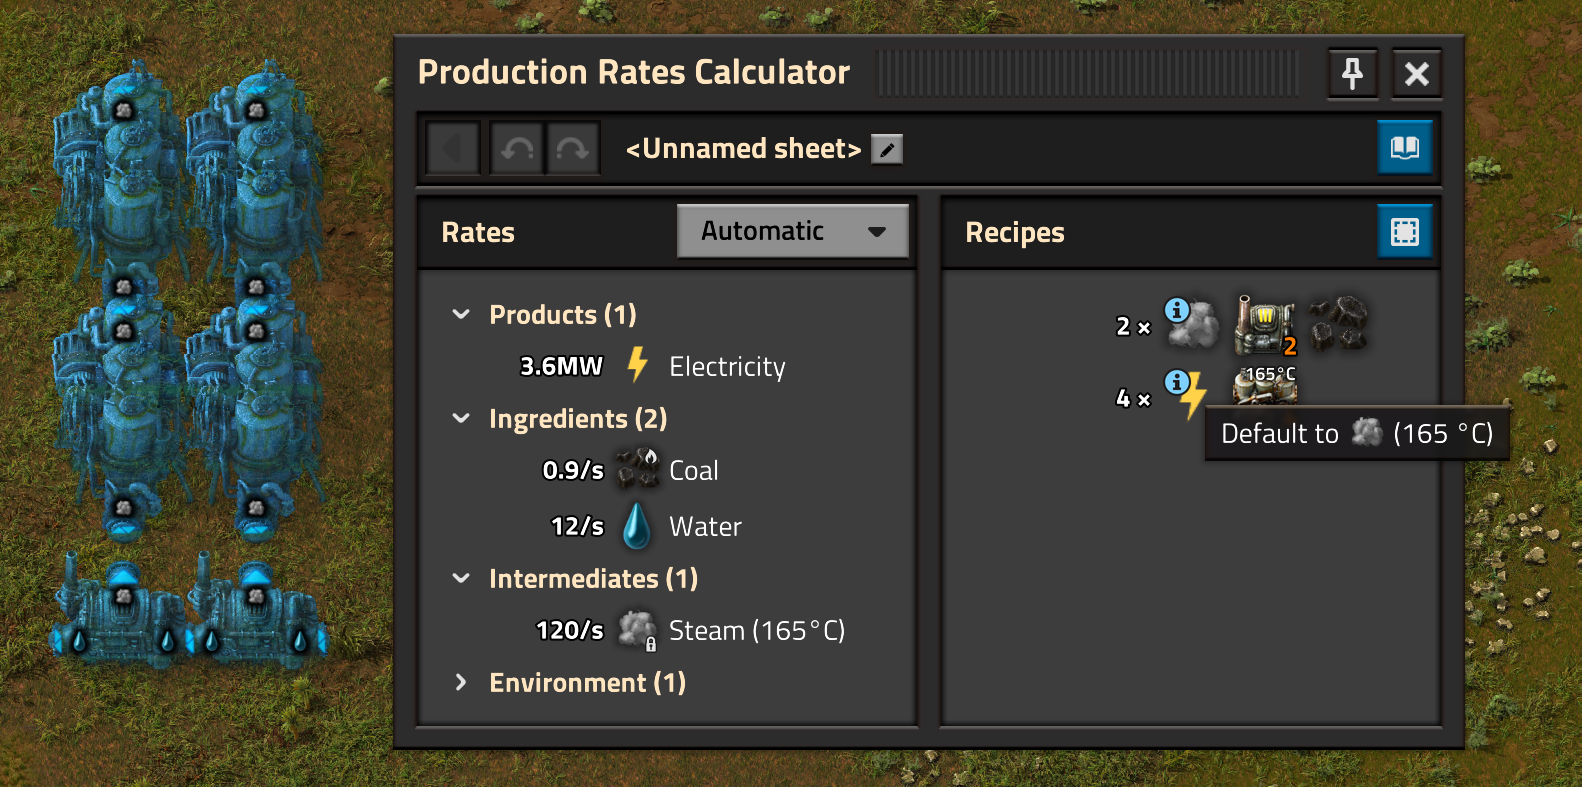 Production Rates Calculator
<Unnamed sheet>
Rates
Automatic
Recipes
Products (1)
3.6MW Electricity
Ingredients (2)
0.9/s Coal
12/s Water
Intermediates (1)
120/s Steam (165°C)
Environment (1)
2 ×
2
4 ×
165°C
Default to (165 °C)